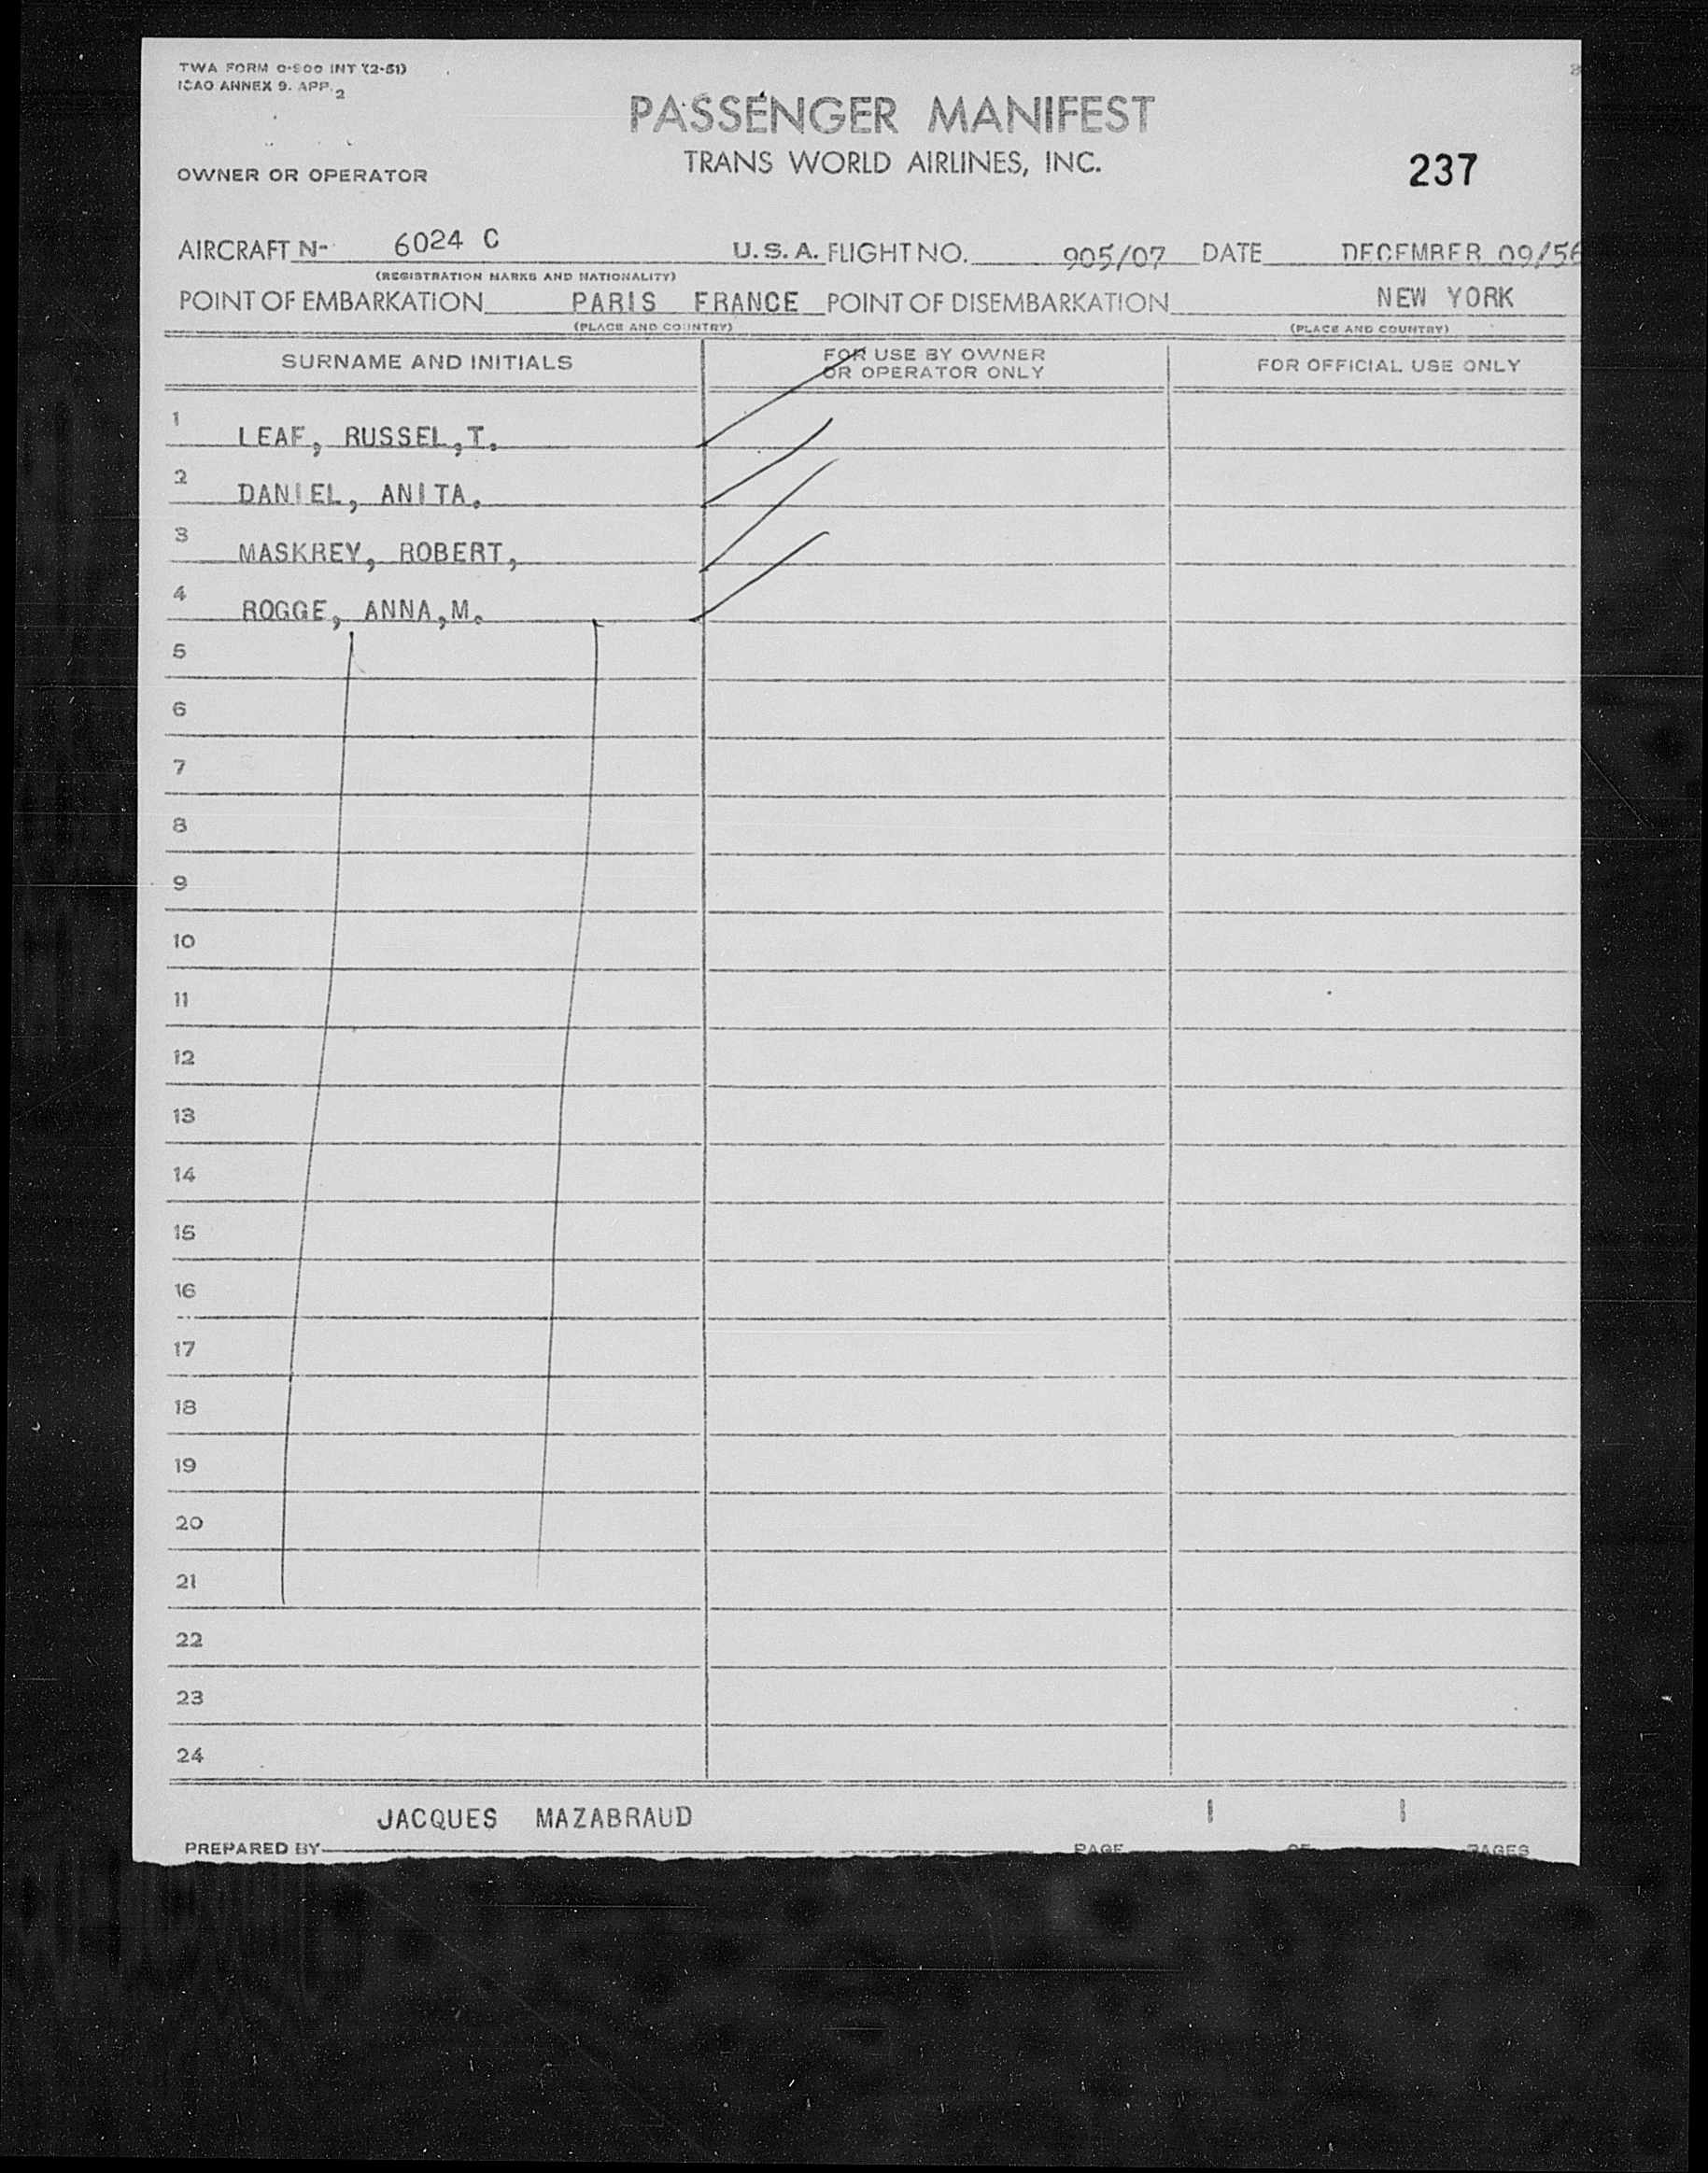 TWA FORM O-900 INT (2-51)
ICAO ANNEX 9. APP. 2
PASSENGER MANIFEST
TRANS WORLD AIRLINES, INC.
237
OWNER OR OPERATOR
AIRCRAFT N- 6024 C U.S.A. FLIGHT NO. 905/07 DATE DECEMBER 09/56
(REGISTRATION MARKS AND NATIONALITY)
POINT OF EMBARKATION PARIS FRANCE POINT OF DISEMBARKATION NEW YORK
(PLACE AND COUNTRY) (PLACE AND COUNTRY)
SURNAME AND INITIALS FOR USE BY OWNER OR OPERATOR ONLY FOR OFFICIAL USE ONLY
1 LEAF, RUSSEL,T.
2 DANIEL, ANITA.
3 MASKREY, ROBERT,
4 ROGGE, ANNA,M.
5
6
7
8
9
10
11
12
13
14
15
16
17
18
19
20
21
22
23
24
JACQUES MAZABRAUD 1 1
PREPARED BY PAGE OF PAGES